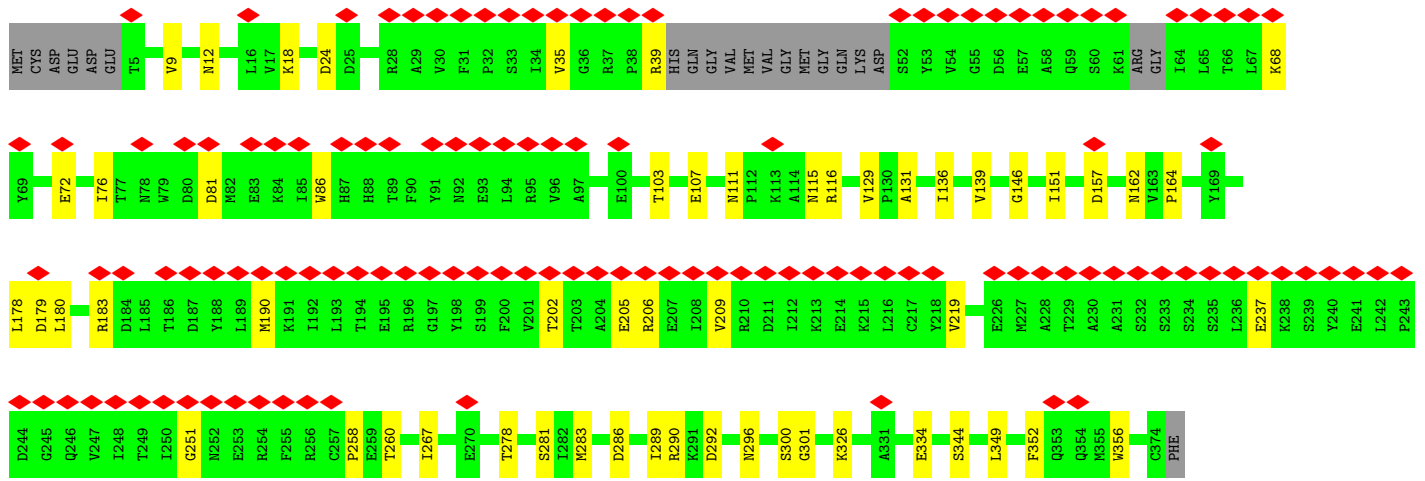 MET CYS ASP GLU ASP GLU T5 V9 N12 L16 V17 K18 D24 D25 R28 A29 V30 F31 P32 S33 I34 V35 G36 R37 P38 R39 HIS GLN GLY VAL MET VAL GLY MET GLY GLN LYS ASP S52 Y53 V54 G55 D56 E57 A58 Q59 S60 K61 ARG GLY I64 L65 T66 L67 K68
Y69 E72 I76 T77 N78 W79 D80 D81 M82 E83 K84 I85 W86 H87 H88 T89 F90 Y91 N92 E93 L94 R95 V96 A97 E100 T103 E107 N111 P112 K113 A114 N115 R116 V129 P130 A131 I136 V139 G146 I151 D157 N162 V163 P164 Y169
L178 D179 L180 R183 D184 L185 T186 D187 Y188 L189 M190 K191 I192 L193 T194 E195 R196 G197 Y198 S199 F200 V201 T202 T203 A204 E205 R206 E207 I208 V209 R210 D211 I212 K213 E214 K215 L216 C217 Y218 V219 E226 M227 A228 T229 A230 A231 S232 S233 S234 S235 L236 E237 K238 S239 Y240 E241 L242 P243
D244 G245 Q246 V247 I248 T249 I250 G251 N252 E253 R254 F255 R256 C257 P258 E259 T260 I267 E270 T278 S281 I282 M283 D286 I289 R290 K291 D292 N296 S300 G301 K326 A331 E334 S344 L349 F352 Q353 Q354 M355 W356 C374 PHE